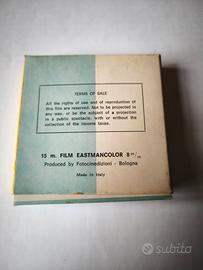 TERMS OF SALE
All the rights of use and of reproduction of
this film are reserved. Not to be projected in
any way, or be the subject of a projection
in a public spectacle, with or without the
collection of the income taxes.
15 m. FILM EASTMANCOLOR 8 m/m
Produced by Fotocinedizioni - Bologna
Made in Italy
subito